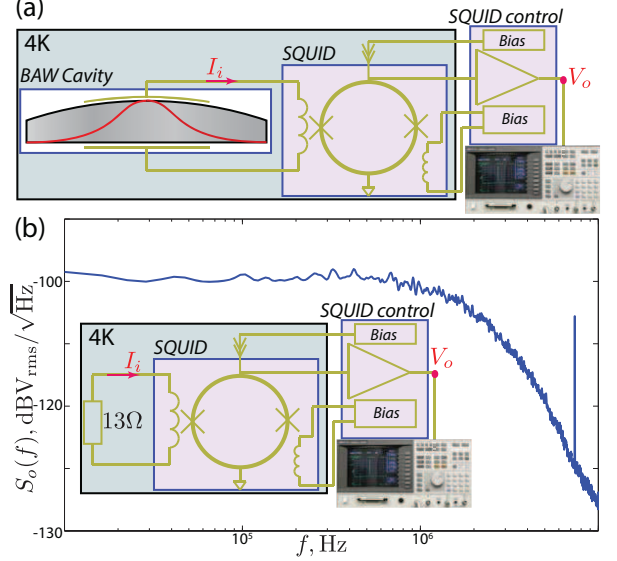 (a)
SQUID control
4K
SQUID
Bias
BAW Cavity
I_i
V_o
Bias
(b)
-100
-120
-130
S_o(f), dBV_rms/√Hz
4K
SQUID
SQUID control
Bias
I_i
V_o
13Ω
Bias
10^5
10^6
f, Hz